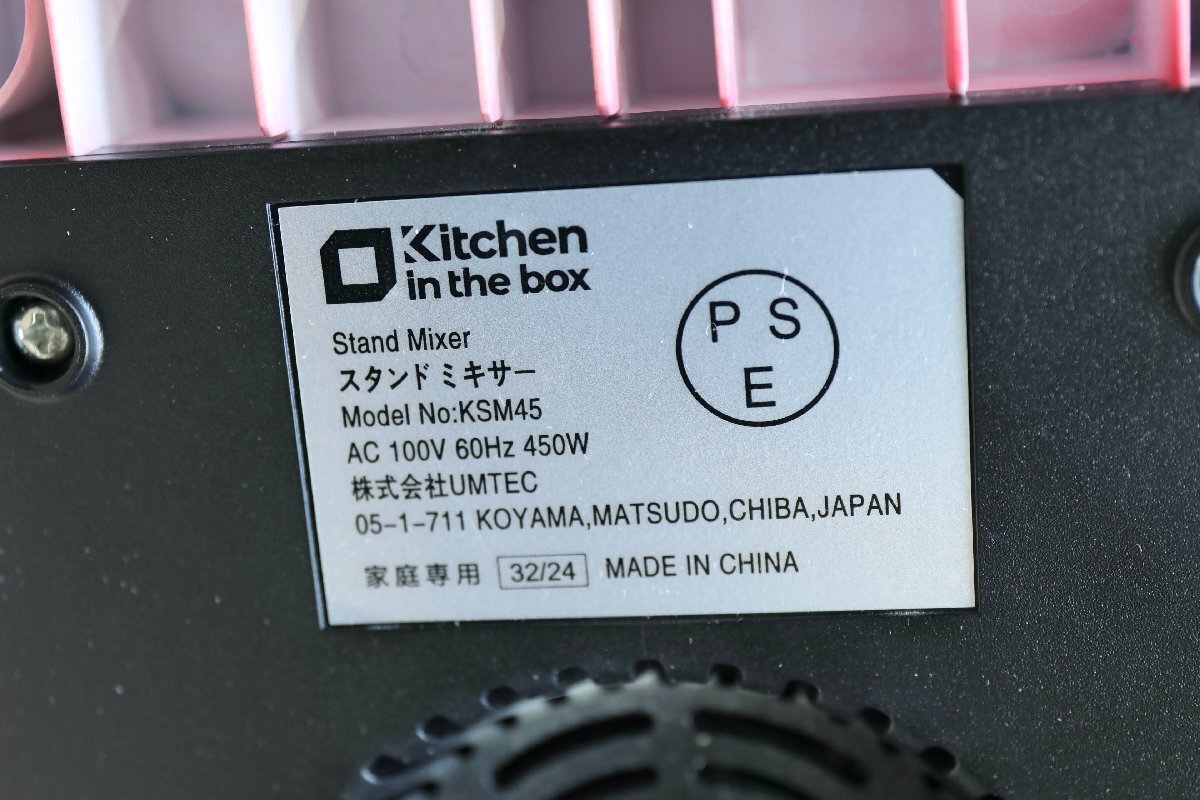 Kitchen
in the box
P S
E
Stand Mixer
スタンドミキサー
Model No:KSM45
AC 100V 60Hz 450W
株式会社UMTEC
05-1-711 KOYAMA,MATSUDO,CHIBA,JAPAN
家庭専用 32/24 MADE IN CHINA